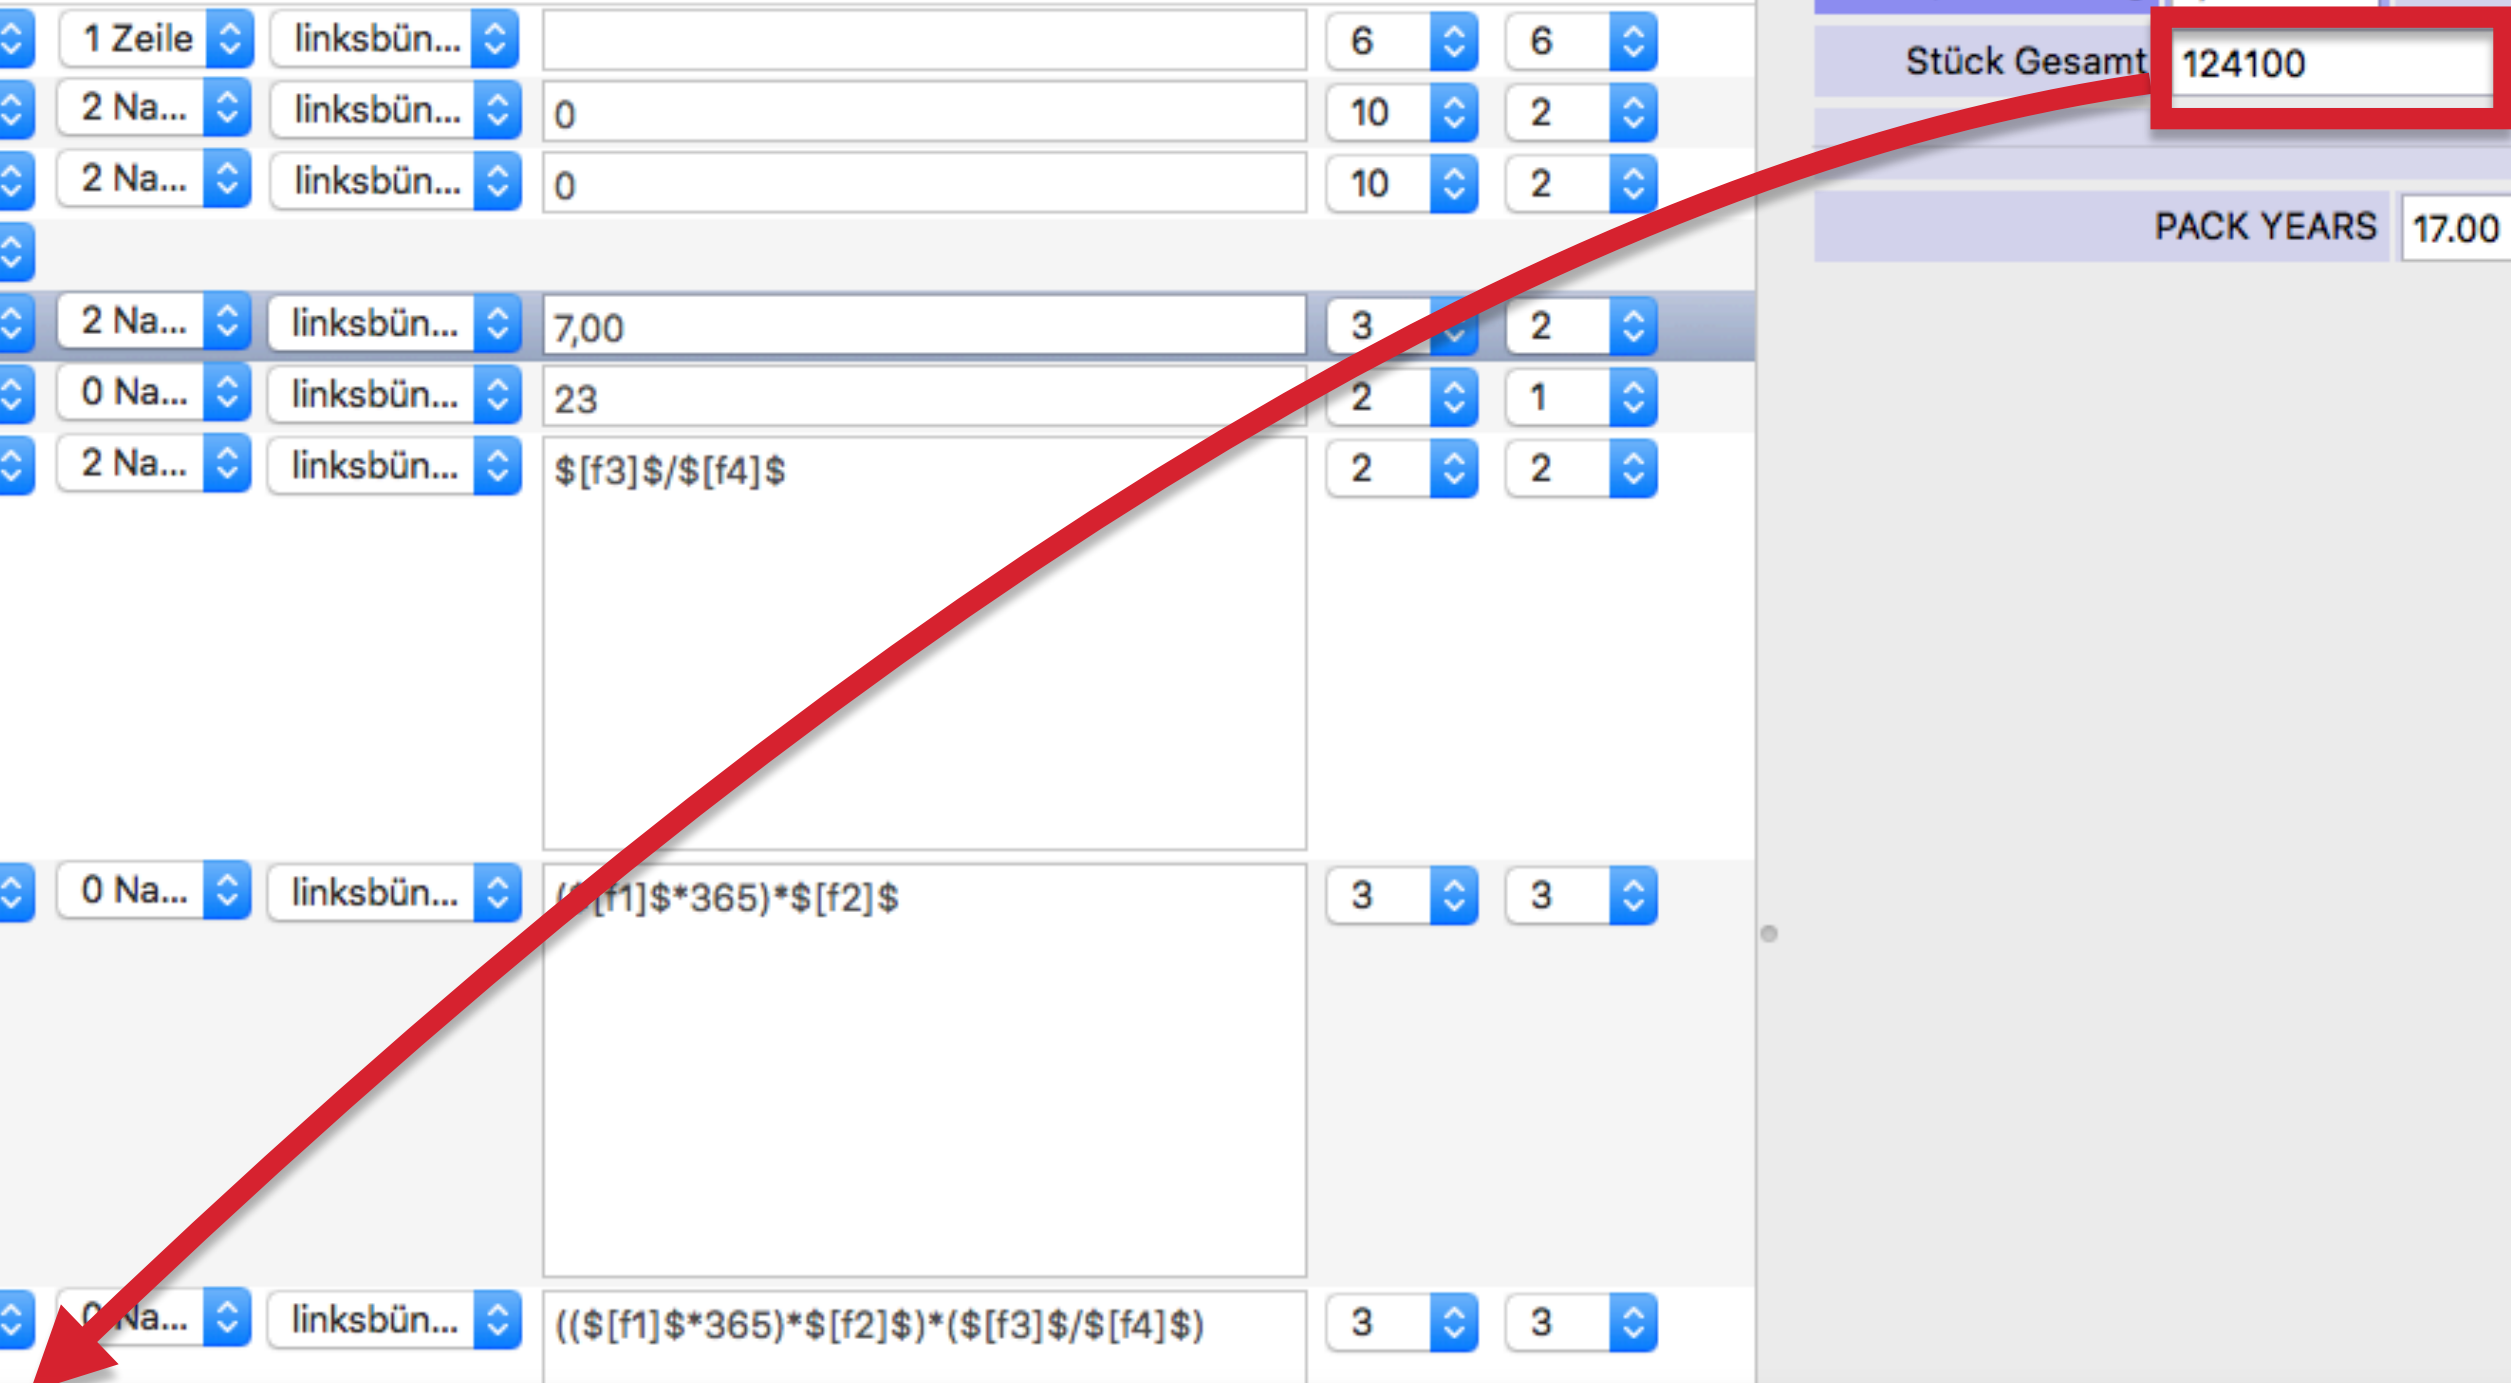 1 Zeile linksbün... 6 6
2 Na... linksbün... 0 10 2
2 Na... linksbün... 0 10 2
2 Na... linksbün... 7,00 3 2
0 Na... linksbün... 23 2 1
2 Na... linksbün... $[f3]$/$[f4]$ 2 2
0 Na... linksbün... ($[f1]$*365)*$[f2]$ 3 3
0 Na... linksbün... (($[f1]$*365)*$[f2]$)*($[f3]$/$[f4]$) 3 3
Stück Gesamt 124100
PACK YEARS 17.00